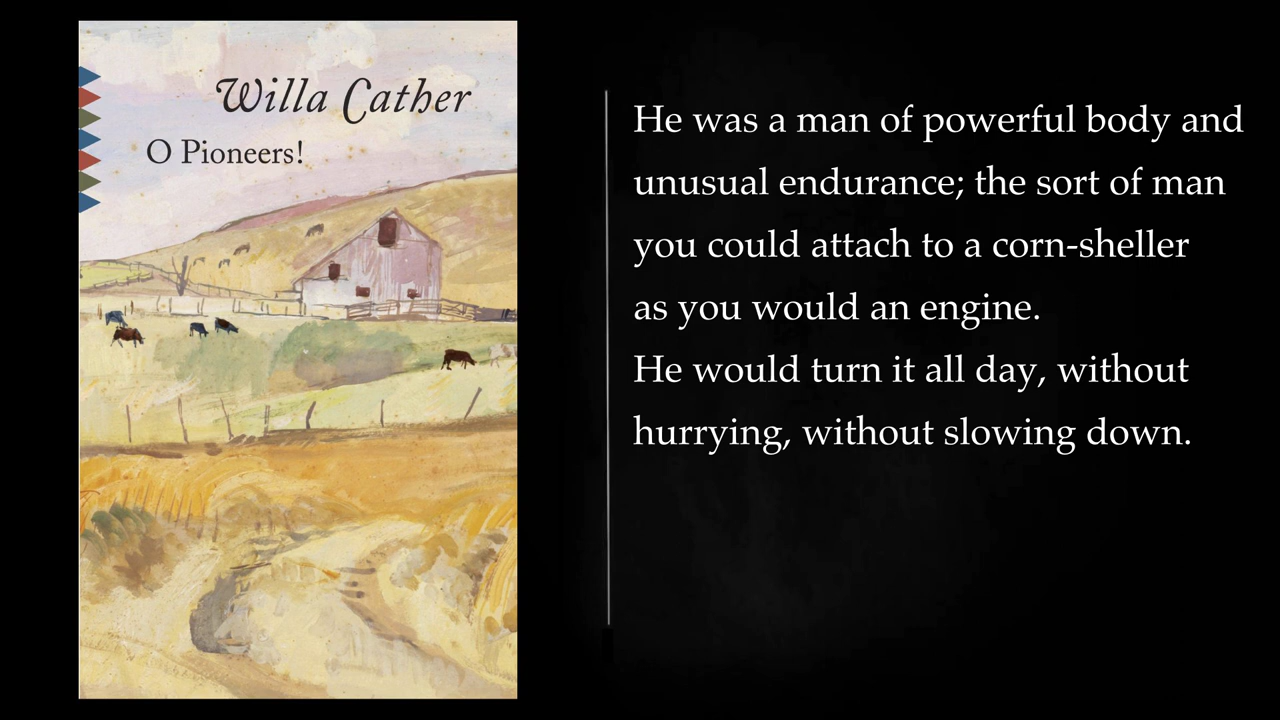 Willa Cather
O Pioneers!
He was a man of powerful body and
unusual endurance; the sort of man
you could attach to a corn-sheller
as you would an engine.
He would turn it all day, without
hurrying, without slowing down.